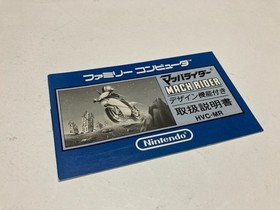 ファミリー コンピュータ
マッハライダー
MACH RIDER
デザイン機能付き
取扱説明書
HVC-MR
Nintendo